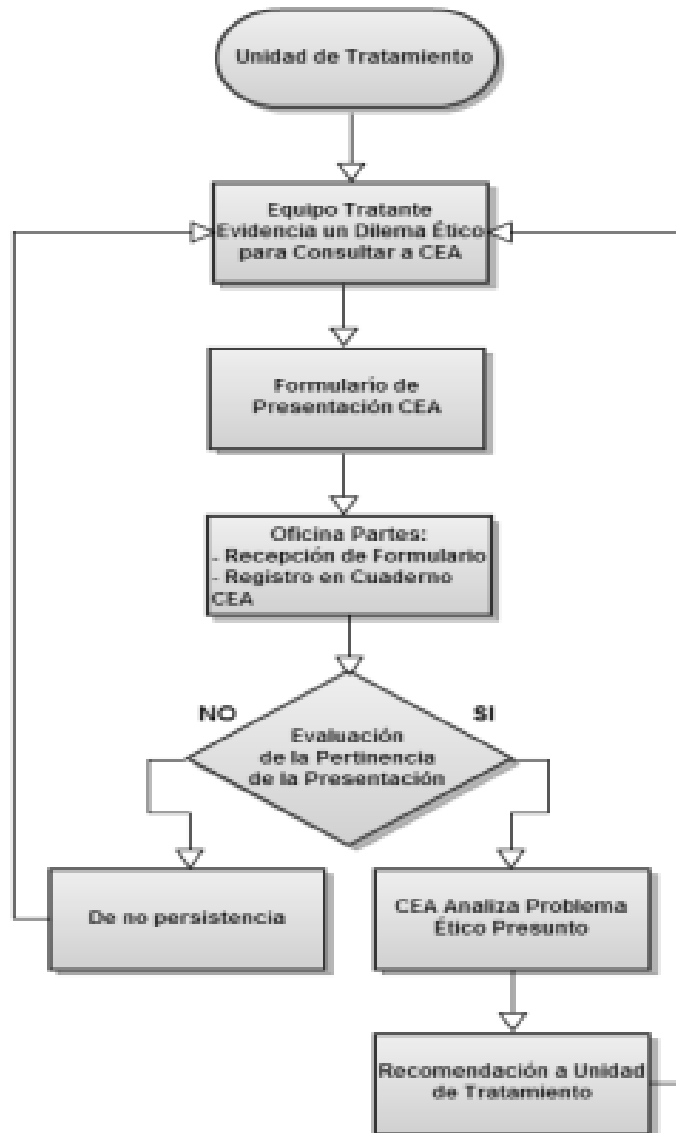 Unidad de Tratamiento
Equipo Tratante
Evidencia un Dilema Ético
para Consultar a CEA
Formulario de
Presentación CEA
Oficina Partes:
- Recepción de Formulario
- Registro en Cuaderno
CEA
NO
SI
Evaluación
de la Pertinencia
de la Presentación
De no persistencia
CEA Analiza Problema
Ético Presunto
Recomendación a Unidad
de Tratamiento